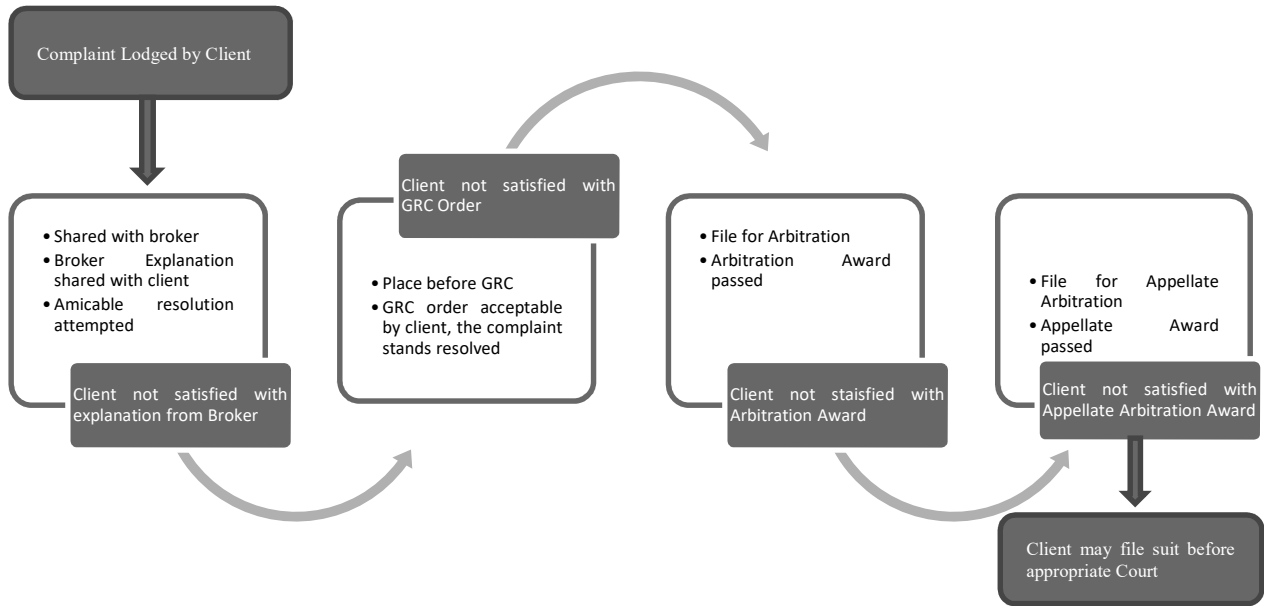 Complaint Lodged by Client
• Shared with broker
• Broker Explanation
shared with client
• Amicable resolution
attempted
Client not satisfied with
explanation from Broker
Client not satisfied with
GRC Order
• Place before GRC
• GRC order acceptable
by client, the complaint
stands resolved
• File for Arbitration
• Arbitration Award
passed
Client not staisfied with
Arbitration Award
• File for Appellate
Arbitration
• Appellate Award
passed
Client not satisfied with
Appellate Arbitration Award
Client may file suit before
appropriate Court